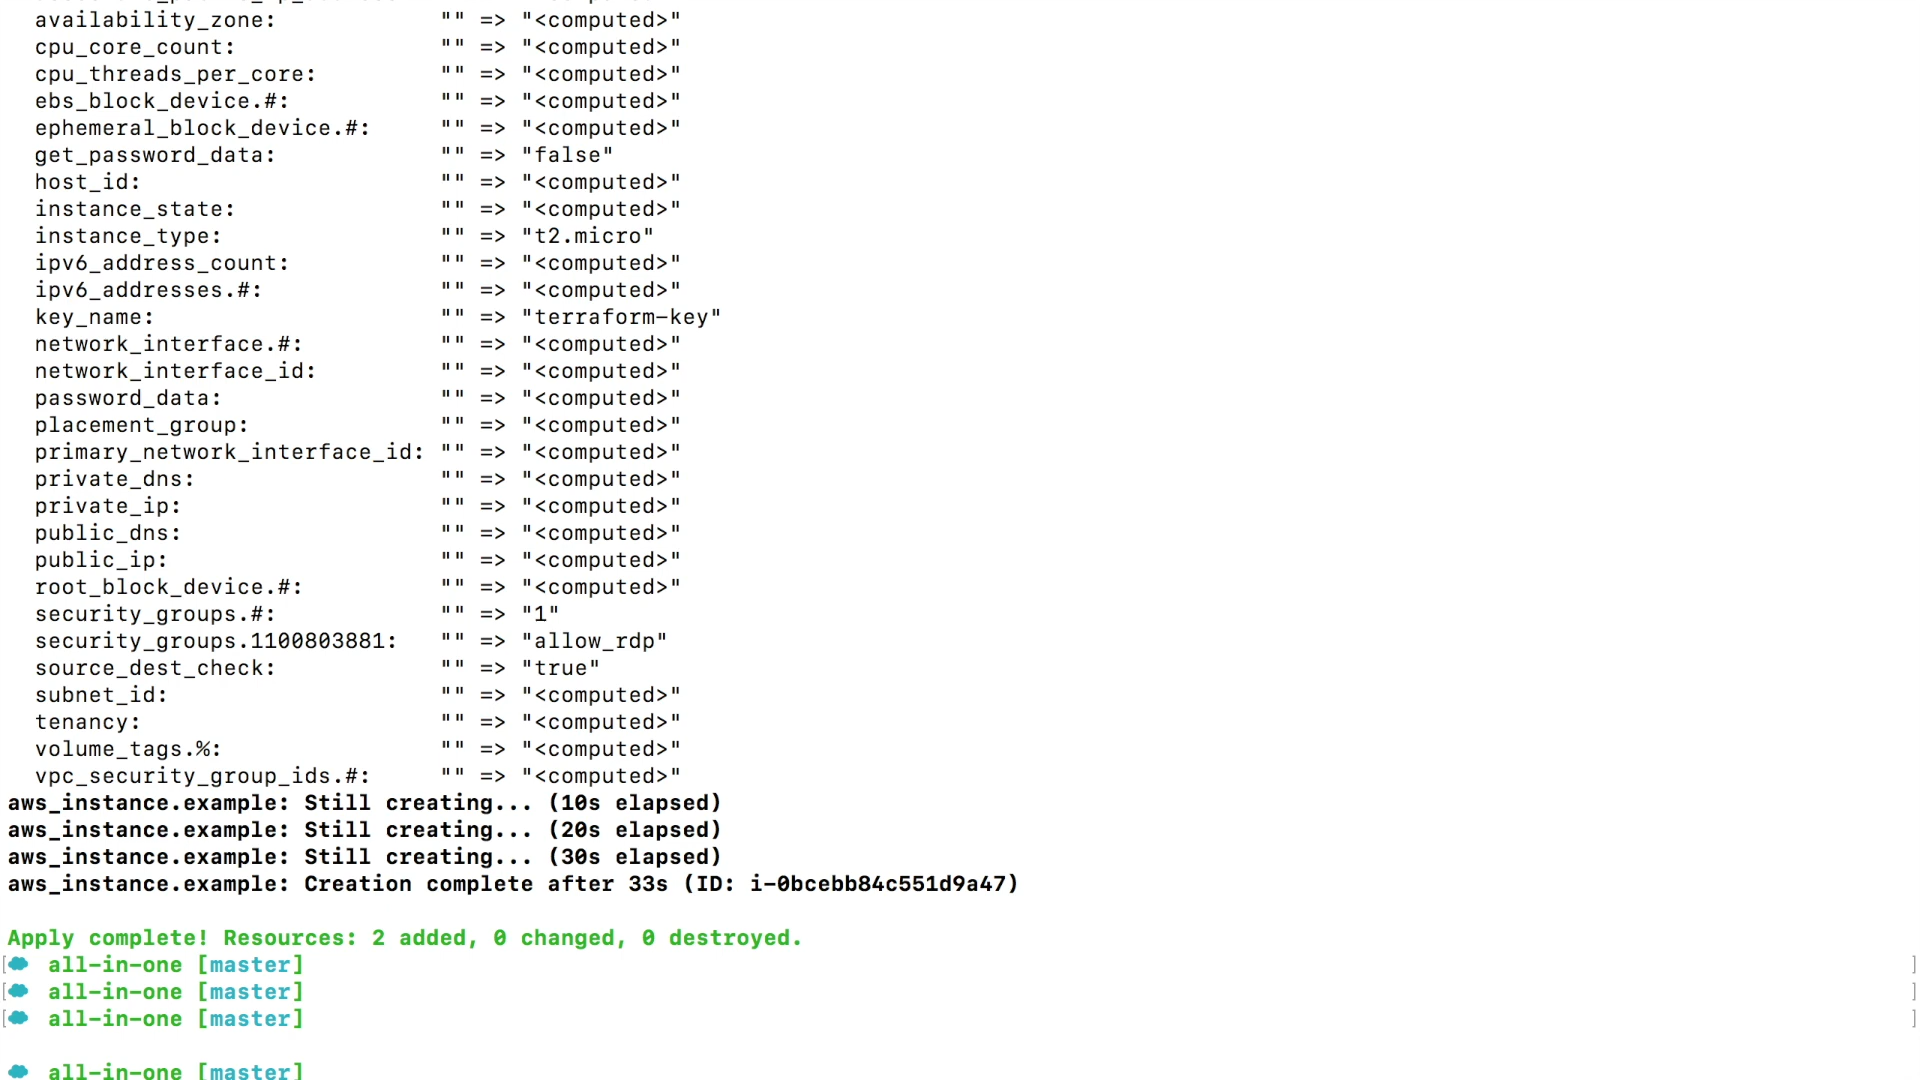 availability_zone: "" => "<computed>"
cpu_core_count: "" => "<computed>"
cpu_threads_per_core: "" => "<computed>"
ebs_block_device.#: "" => "<computed>"
ephemeral_block_device.#: "" => "<computed>"
get_password_data: "" => "false"
host_id: "" => "<computed>"
instance_state: "" => "<computed>"
instance_type: "" => "t2.micro"
ipv6_address_count: "" => "<computed>"
ipv6_addresses.#: "" => "<computed>"
key_name: "" => "terraform-key"
network_interface.#: "" => "<computed>"
network_interface_id: "" => "<computed>"
password_data: "" => "<computed>"
placement_group: "" => "<computed>"
primary_network_interface_id: "" => "<computed>"
private_dns: "" => "<computed>"
private_ip: "" => "<computed>"
public_dns: "" => "<computed>"
public_ip: "" => "<computed>"
root_block_device.#: "" => "<computed>"
security_groups.#: "" => "1"
security_groups.1100803881: "" => "allow_rdp"
source_dest_check: "" => "true"
subnet_id: "" => "<computed>"
tenancy: "" => "<computed>"
volume_tags.%: "" => "<computed>"
vpc_security_group_ids.#: "" => "<computed>"
aws_instance.example: Still creating... (10s elapsed)
aws_instance.example: Still creating... (20s elapsed)
aws_instance.example: Still creating... (30s elapsed)
aws_instance.example: Creation complete after 33s (ID: i-0bcebb84c551d9a47)
Apply complete! Resources: 2 added, 0 changed, 0 destroyed.
[ all-in-one [master] ]
[ all-in-one [master] ]
[ all-in-one [master] ]
all-in-one [master]